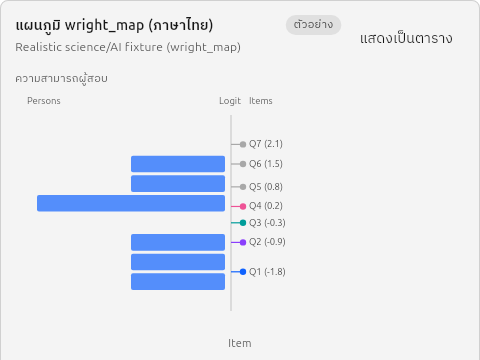 แผนภูมิ wright_map (ภาษาไทย)
ตัวอย่าง
แสดงเป็นตาราง
Realistic science/AI fixture (wright_map)
ความสามารถผู้สอบ
Persons
Logit
Items
Q7 (2.1)
Q6 (1.5)
Q5 (0.8)
Q4 (0.2)
Q3 (-0.3)
Q2 (-0.9)
Q1 (-1.8)
Item